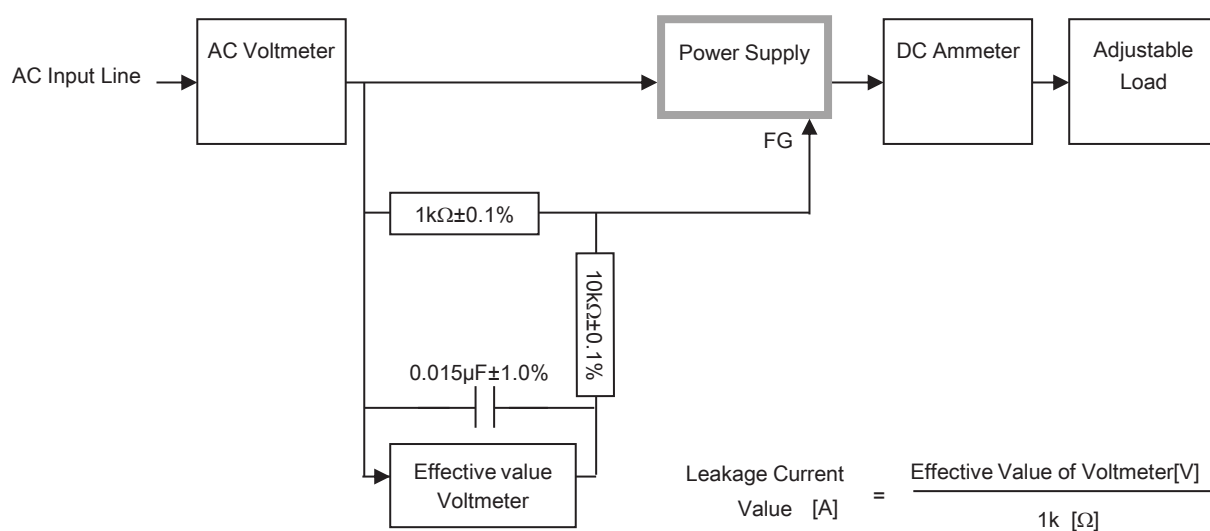 AC Input Line
AC Voltmeter
Power Supply
DC Ammeter
Adjustable
Load
FG
1kΩ±0.1%
10kΩ±0.1%
0.015µF±1.0%
Effective value
Voltmeter
Leakage Current
Value [A]
=
Effective Value of Voltmeter[V]
1k [Ω]